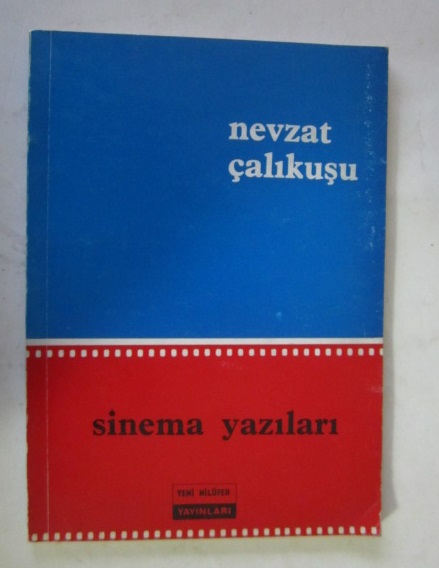 nevzat
çalıkuşu
sinema yazıları
YENİ NİLÜFER
YAYINLARI